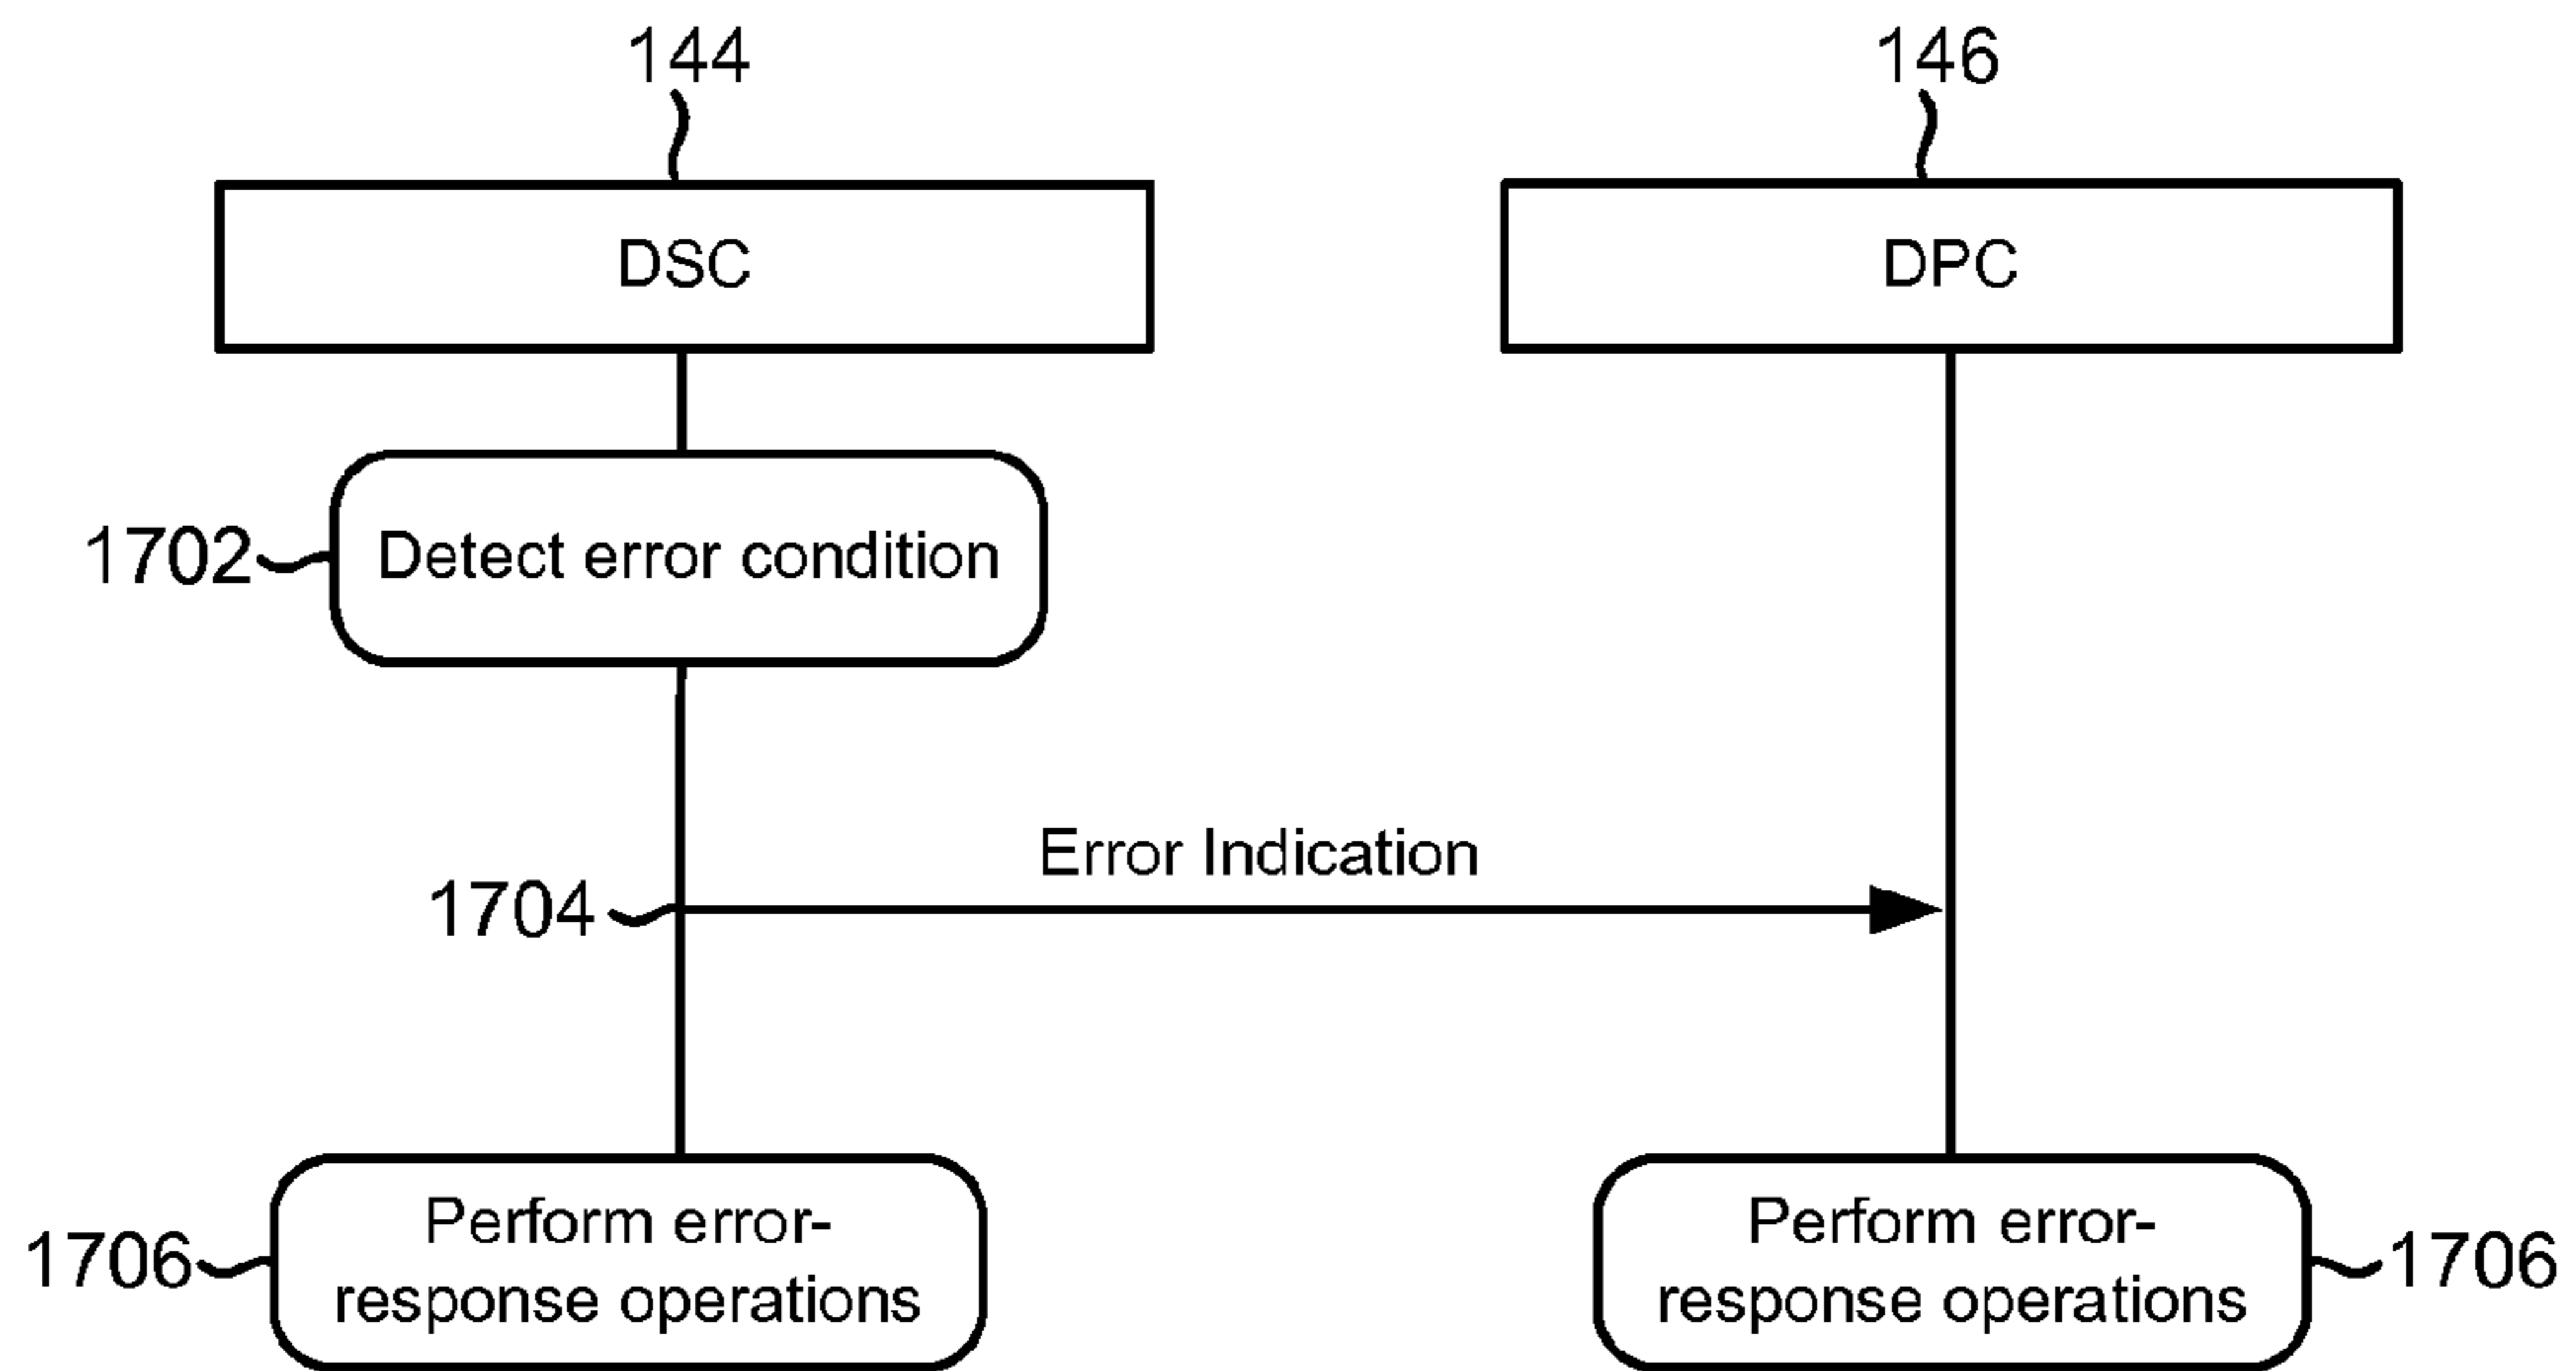 144
146
DSC
DPC
1702
Detect error condition
Error Indication
1704
Perform error-
response operations
1706
Perform error-
response operations
1706